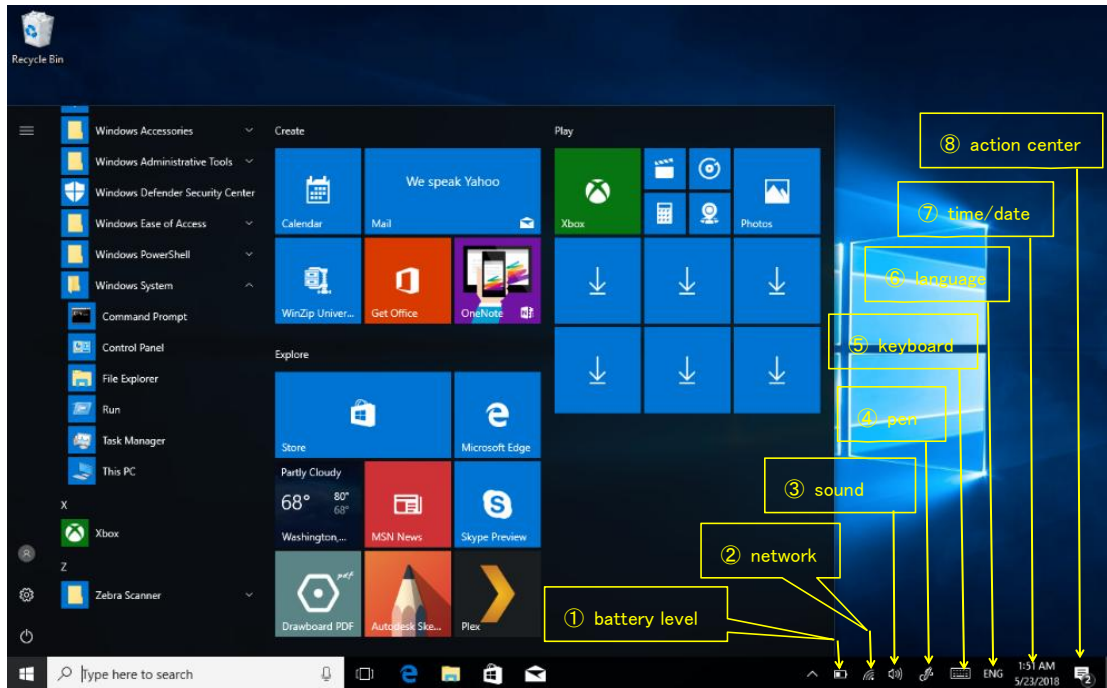 Recycle Bin
Windows Accessories
Windows Administrative Tools
Windows Defender Security Center
Windows Ease of Access
Windows PowerShell
Windows System
Command Prompt
Control Panel
File Explorer
Run
Task Manager
This PC
X
Xbox
Z
Zebra Scanner
Create
Calendar
We speak Yahoo
Mail
WinZip Univer...
Get Office
OneNote
Explore
Store
Microsoft Edge
Partly Cloudy
68° 80°
68°
Washington,...
MSN News
Skype Preview
Drawboard PDF
Autodesk Ske...
Plex
Play
Xbox
Photos
⑧ action center
⑦ time/date
⑥ language
⑤ keyboard
④ pen
③ sound
② network
① battery level
Type here to search
ENG
1:51 AM
5/23/2018
2